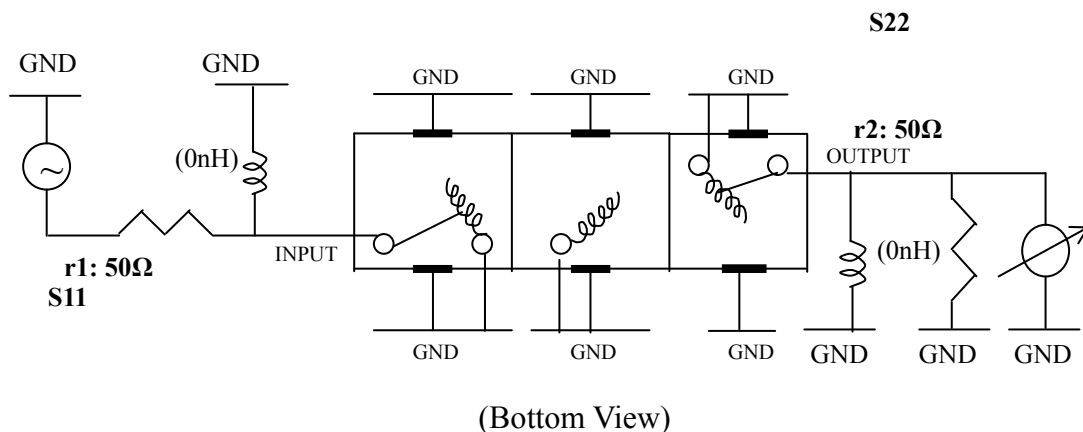 S22
GND
GND
GND
GND
GND
r2: 50Ω
OUTPUT
(0nH)
~
INPUT
(0nH)
r1: 50Ω
S11
GND
GND
GND
GND
GND
GND
(Bottom View)